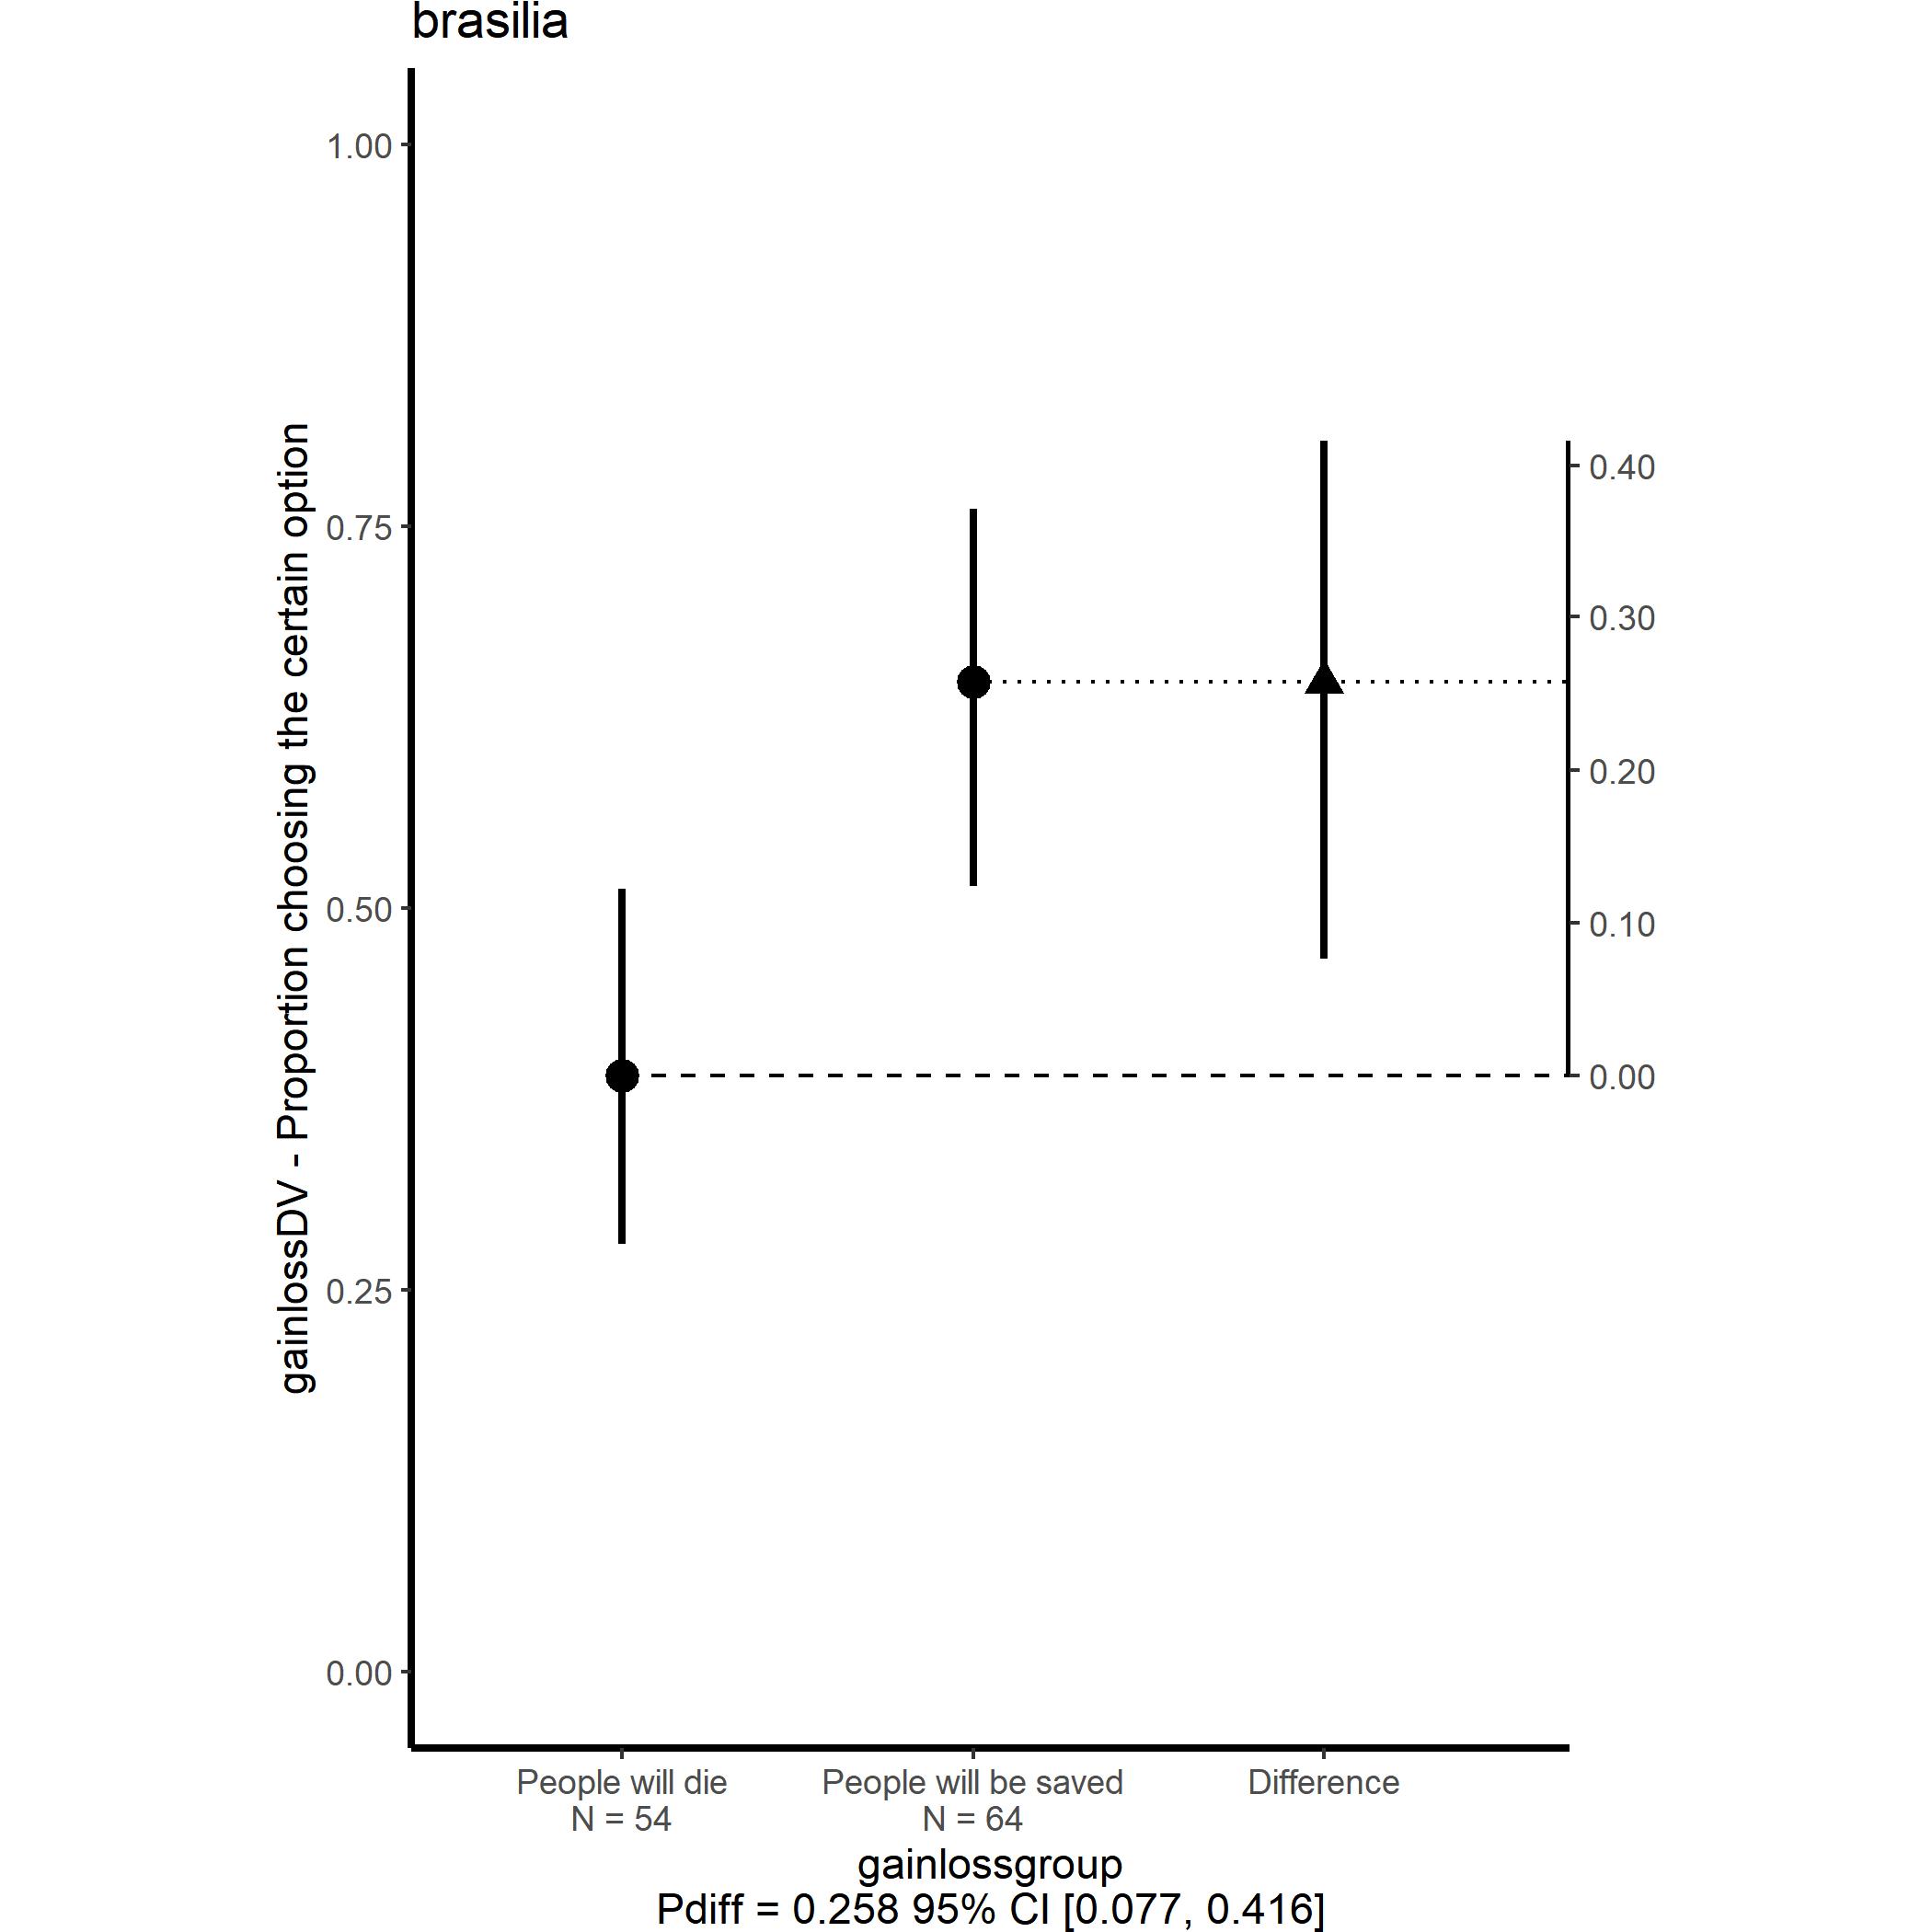 brasilia
gainlossDV - Proportion choosing the certain option
1.00
0.75
0.50
0.25
0.00
0.40
0.30
0.20
0.10
0.00
People will die
N = 54
People will be saved
N = 64
Difference
gainlossgroup
Pdiff = 0.258 95% CI [0.077, 0.416]